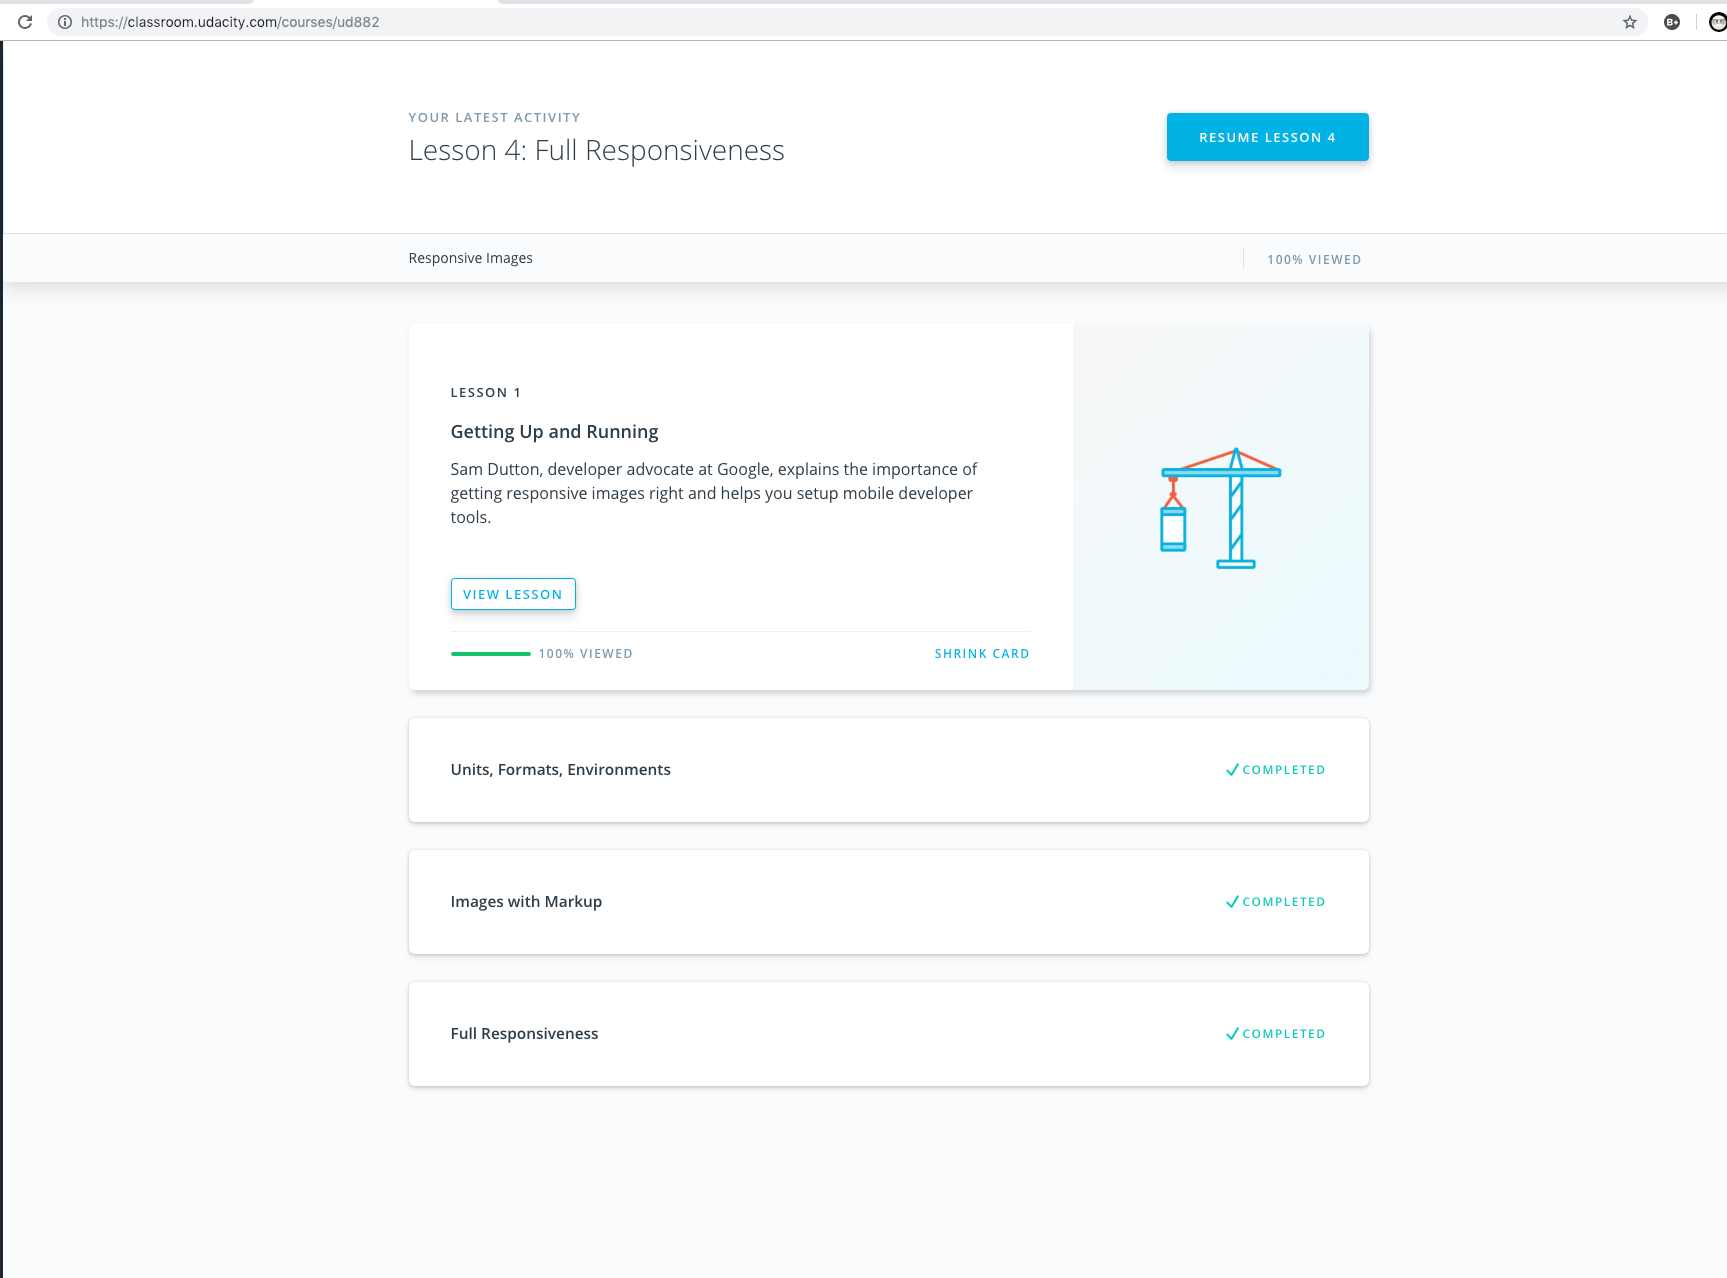 https://classroom.udacity.com/courses/ud882
B+
YOUR LATEST ACTIVITY
Lesson 4: Full Responsiveness
RESUME LESSON 4
Responsive Images
100% VIEWED
LESSON 1
Getting Up and Running
Sam Dutton, developer advocate at Google, explains the importance of
getting responsive images right and helps you setup mobile developer
tools.
VIEW LESSON
100% VIEWED
SHRINK CARD
Units, Formats, Environments
COMPLETED
Images with Markup
COMPLETED
Full Responsiveness
COMPLETED